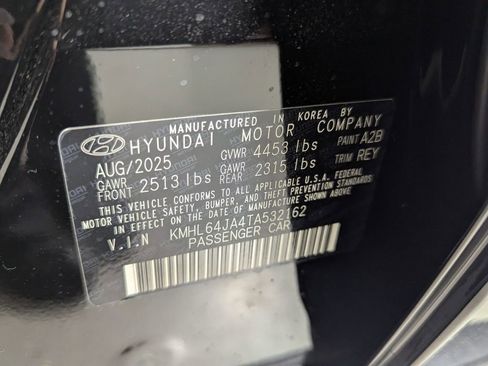 MANUFACTURED IN KOREA BY
HYUNDAI MOTOR COMPANY
AUG/2025 GVWR 4453 lbs PAINT A2B
GAWR FRONT 2513 lbs GAWR REAR 2315 lbs TRIM REY
THIS VEHICLE CONFORMS TO ALL APPLICABLE U.S.A. FEDERAL
MOTOR VEHICLE SAFETY, BUMPER, AND THEFT PREVENTION STANDARDS
IN EFFECT ON THE DATE OF MANUFACTURE SHOWN ABOVE
V.I.N KMHL64JA4TA532162
PASSENGER CAR